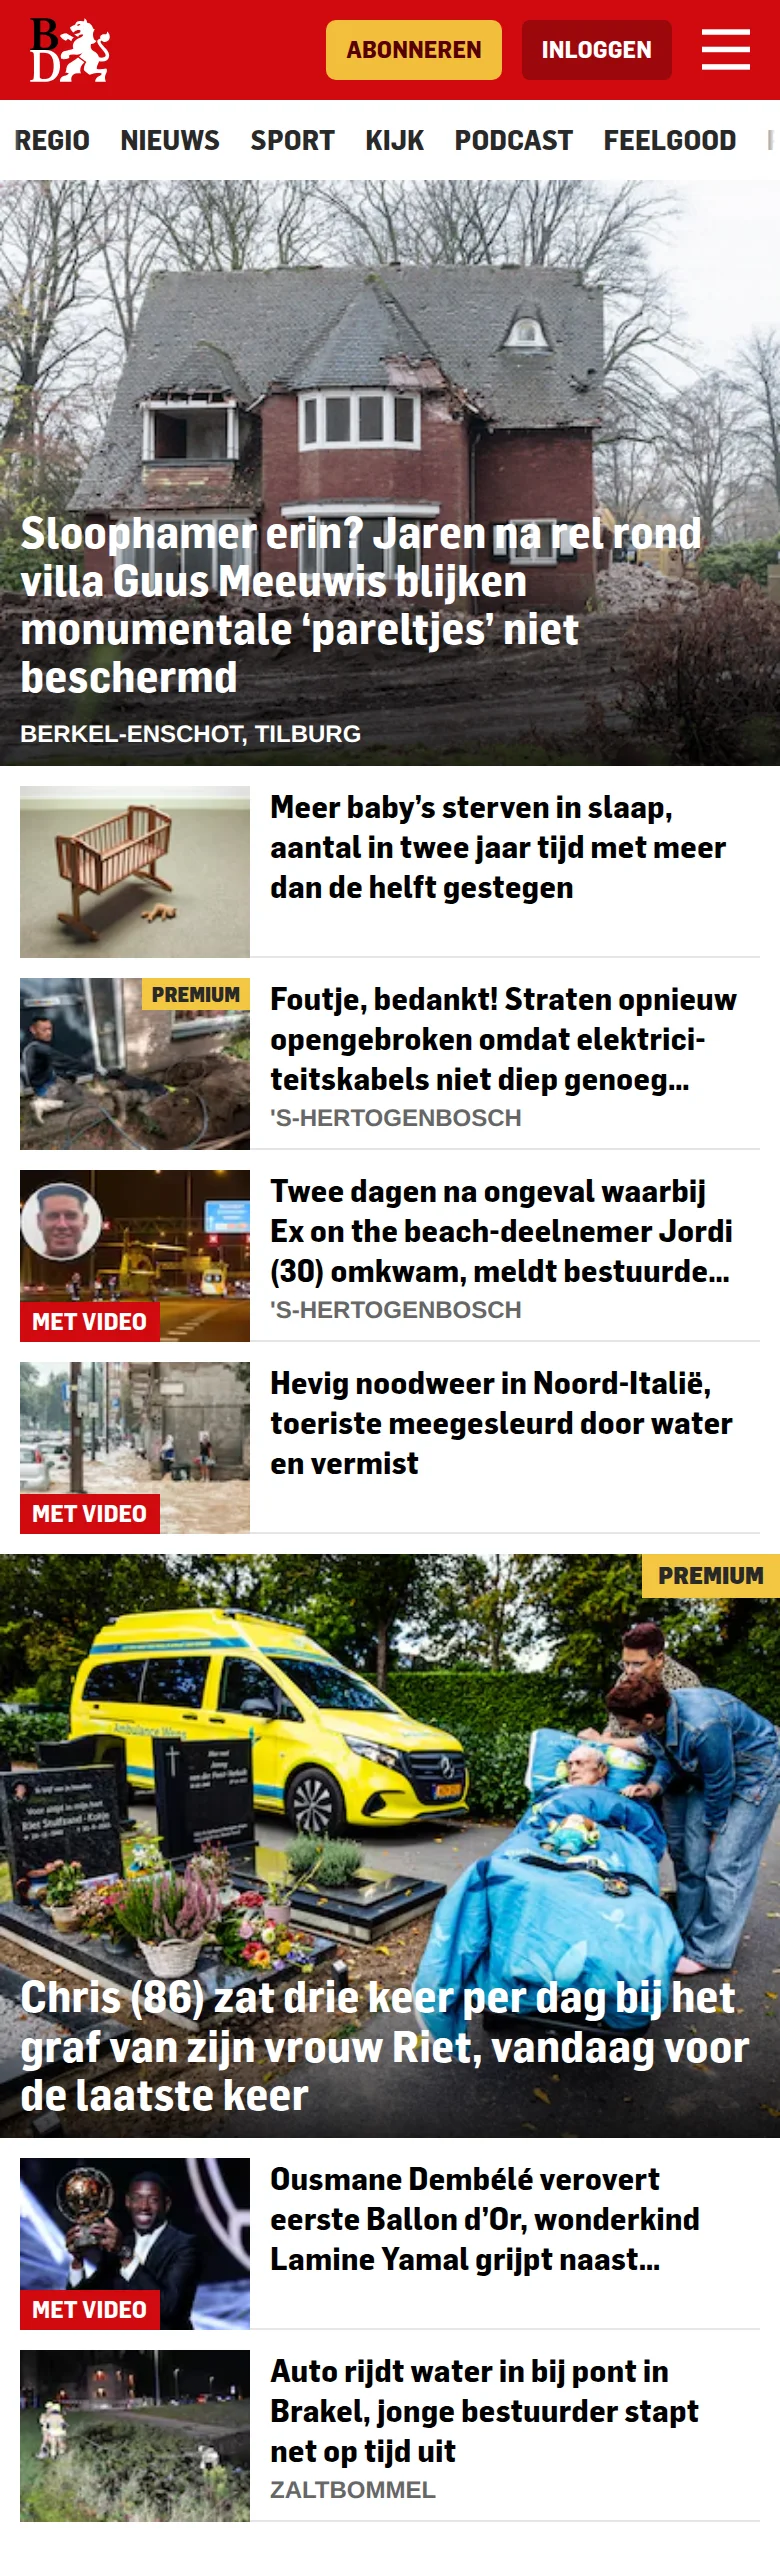 B
D
ABONNEREN
INLOGGEN
REGIO NIEUWS SPORT KIJK PODCAST FEELGOOD
Sloophamer erin? Jaren na rel rond
villa Guus Meeuwis blijken
monumentale ‘pareltjes’ niet
beschermd
BERKEL-ENSCHOT, TILBURG
Meer baby’s sterven in slaap,
aantal in twee jaar tijd met meer
dan de helft gestegen
PREMIUM
Foutje, bedankt! Straten opnieuw
opengebroken omdat elektrici-
teitskabels niet diep genoeg...
'S-HERTOGENBOSCH
MET VIDEO
Twee dagen na ongeval waarbij
Ex on the beach-deelnemer Jordi
(30) omkwam, meldt bestuurde...
'S-HERTOGENBOSCH
MET VIDEO
Hevig noodweer in Noord-Italië,
toeriste meegesleurd door water
en vermist
PREMIUM
Chris (86) zat drie keer per dag bij het
graf van zijn vrouw Riet, vandaag voor
de laatste keer
MET VIDEO
Ousmane Dembélé verovert
eerste Ballon d’Or, wonderkind
Lamine Yamal grijpt naast...
Auto rijdt water in bij pont in
Brakel, jonge bestuurder stapt
net op tijd uit
ZALTBOMMEL